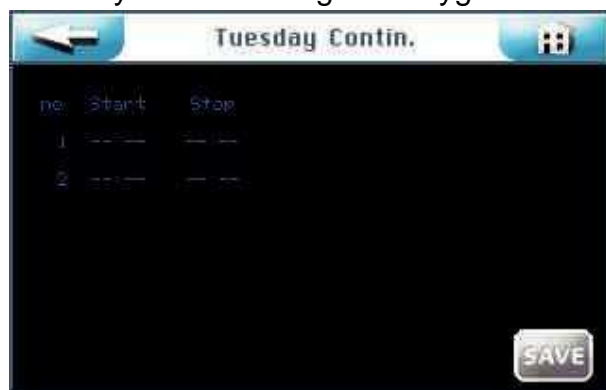 Tuesday Contin.
no Start Stop
1 --:-- --:--
2 --:-- --:--
SAVE